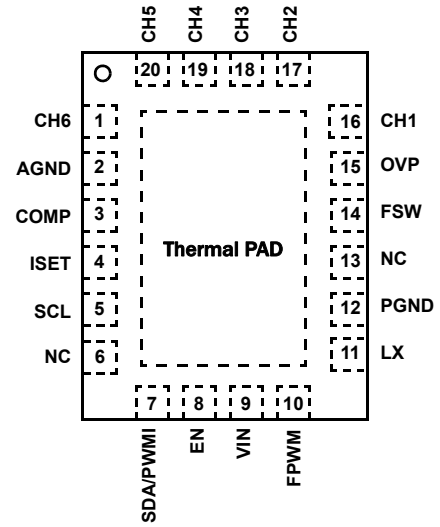 CH5 CH4 CH3 CH2
20 19 18 17
CH6 1 16 CH1
AGND 2 15 OVP
COMP 3 14 FSW
ISET 4 Thermal PAD 13 NC
SCL 5 12 PGND
NC 6 11 LX
7 8 9 10
SDA/PWMI EN VIN FPWM